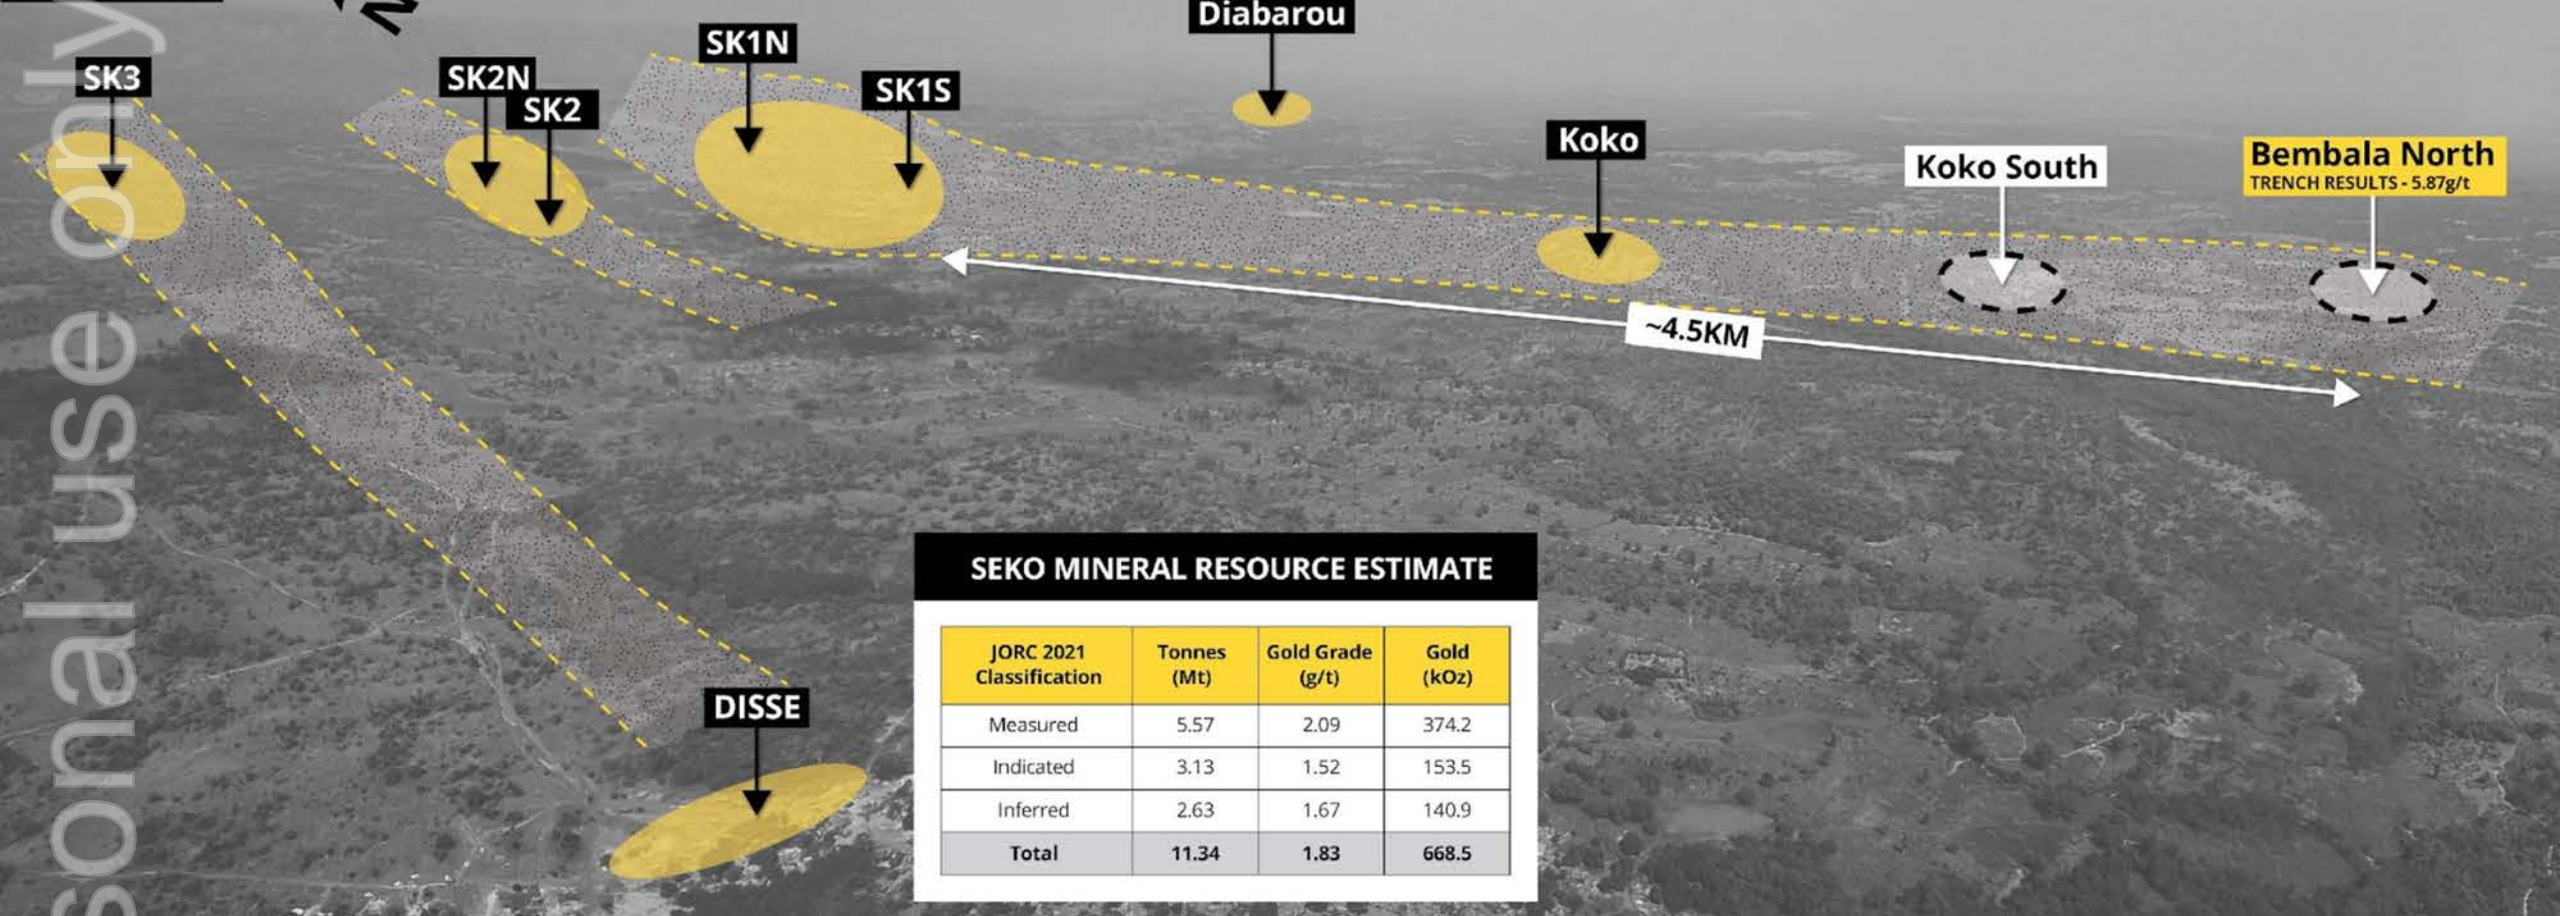 sonal use only
N
SK3
SK2N
SK2
SK1N
SK1S
Diabarou
Koko
Koko South
Bembala North
TRENCH RESULTS - 5.87g/t
~4.5KM
DISSE
SEKO MINERAL RESOURCE ESTIMATE
JORC 2021 Classification Tonnes (Mt) Gold Grade (g/t) Gold (kOz)
Measured 5.57 2.09 374.2
Indicated 3.13 1.52 153.5
Inferred 2.63 1.67 140.9
Total 11.34 1.83 668.5